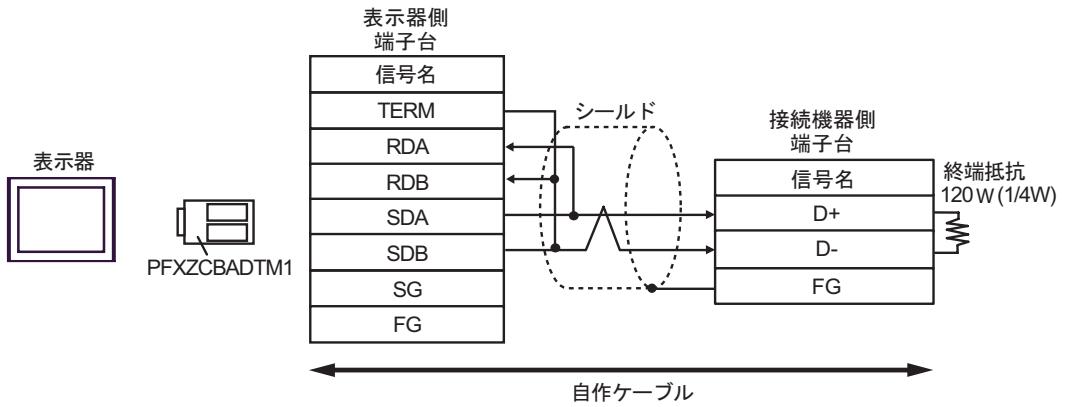 表示器側
端子台
信号名
TERM
RDA
RDB
SDA
SDB
SG
FG
シールド
接続機器側
端子台
信号名
D+
D-
FG
終端抵抗
120 W (1/4W)
表示器
PFXZCBADTM1
自作ケーブル